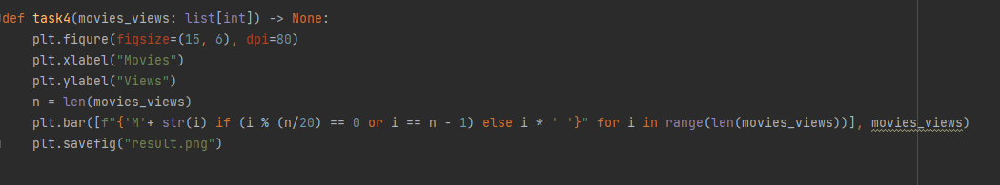 def task4(movies_views: list[int]) -> None:
    plt.figure(figsize=(15, 6), dpi=80)
    plt.xlabel("Movies")
    plt.ylabel("Views")
    n = len(movies_views)
    plt.bar([f"{'M'+ str(i) if (i % (n/20) == 0 or i == n - 1) else i * ' '}" for i in range(len(movies_views))], movies_views)
    plt.savefig("result.png")